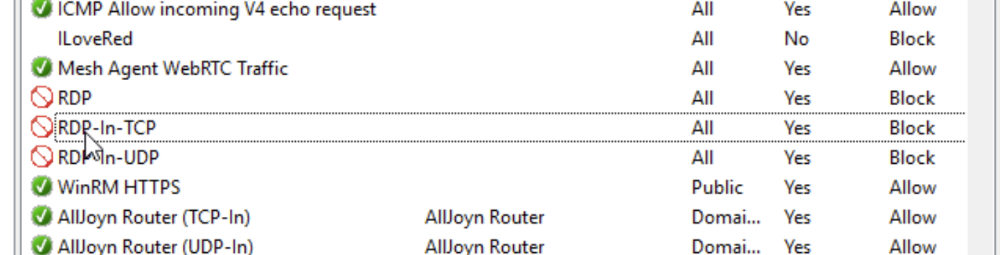 ICMP Allow incoming V4 echo request All Yes Allow
ILoveRed All No Block
Mesh Agent WebRTC Traffic All Yes Allow
RDP All Yes Block
RDP-In-TCP All Yes Block
RDP-In-UDP All Yes Block
WinRM HTTPS Public Yes Allow
AllJoyn Router (TCP-In) AllJoyn Router Domai... Yes Allow
AllJoyn Router (UDP-In) AllJoyn Router Domai... Yes Allow